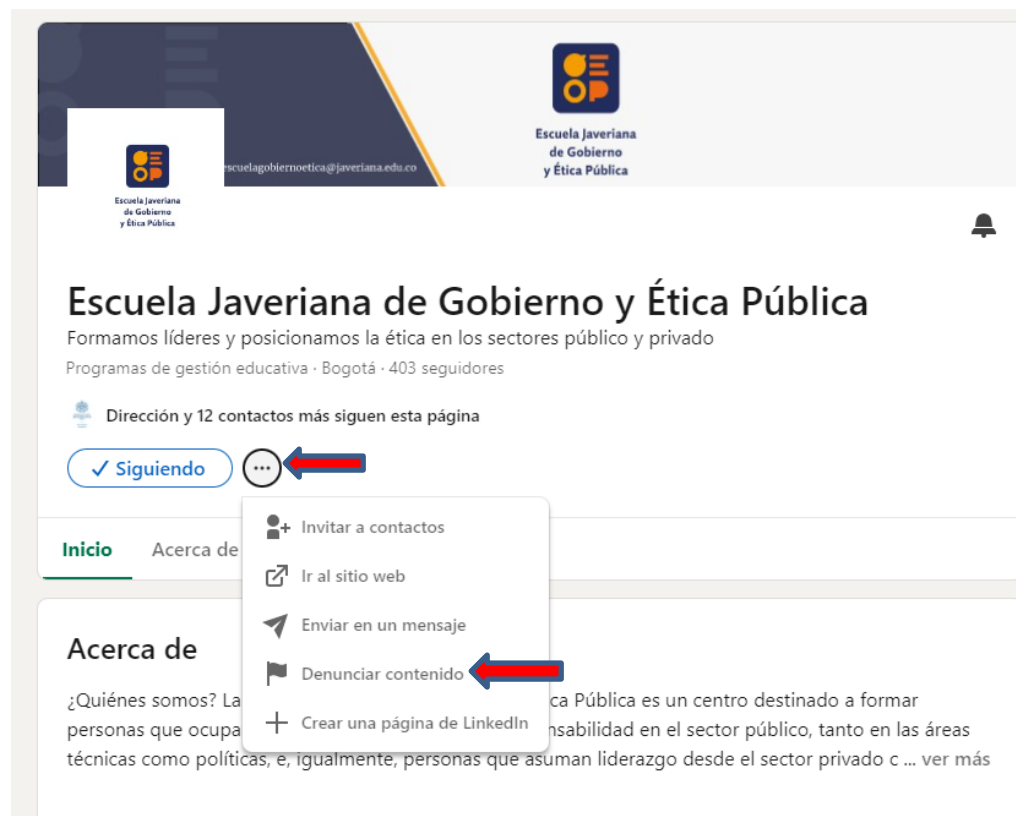 Escuela Javeriana
de Gobierno
y Ética Pública
escuelagobiernoetica@javeriana.edu.co
Escuela Javeriana
de Gobierno
y Ética Pública
Escuela Javeriana de Gobierno y Ética Pública
Formamos líderes y posicionamos la ética en los sectores público y privado
Programas de gestión educativa · Bogotá · 403 seguidores
Dirección y 12 contactos más siguen esta página
Siguiendo
Invitar a contactos
Inicio Acerca de
Ir al sitio web
Enviar en un mensaje
Acerca de
Denunciar contenido
¿Quiénes somos? La ca Pública es un centro destinado a formar
Crear una página de LinkedIn
personas que ocupa nsabilidad en el sector público, tanto en las áreas
técnicas como políticas, e, igualmente, personas que asuman liderazgo desde el sector privado c ... ver más